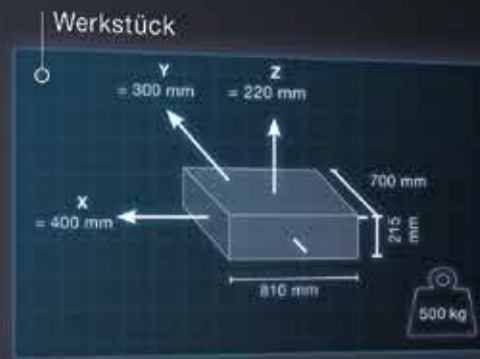 Werkstück
Y
= 300 mm
Z
= 220 mm
X
= 400 mm
700 mm
215 mm
810 mm
500 kg